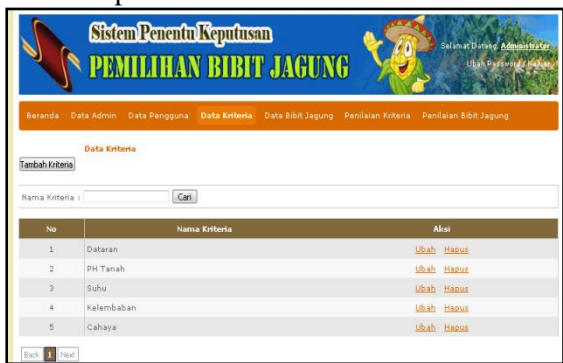 Sistem Penentu Keputusan
PEMILIHAN BIBIT JAGUNG
Selamat Datang, Administrator
Ubah Password | Keluar
Beranda Data Admin Data Pengguna Data Kriteria Data Bibit Jagung Penilaian Kriteria Penilaian Bibit Jagung
Data Kriteria
Tambah Kriteria
Nama Kriteria : Cari
No Nama Kriteria Aksi
1 Dataran Ubah Hapus
2 PH Tanah Ubah Hapus
3 Suhu Ubah Hapus
4 Kelembaban Ubah Hapus
5 Cahaya Ubah Hapus
Back 1 Next